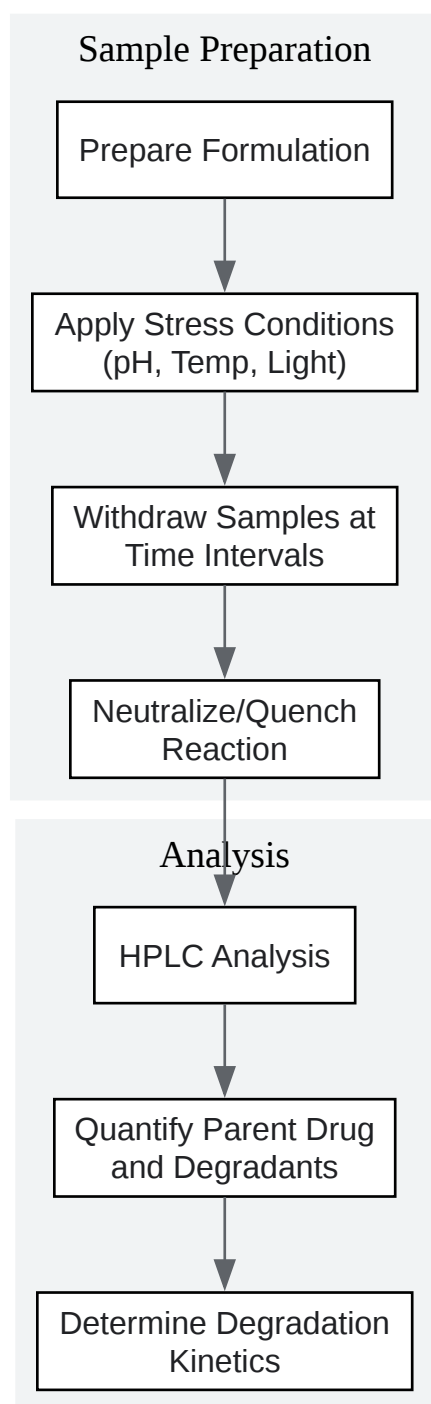 Sample Preparation
Prepare Formulation
Apply Stress Conditions
(pH, Temp, Light)
Withdraw Samples at
Time Intervals
Neutralize/Quench
Reaction
Analysis
HPLC Analysis
Quantify Parent Drug
and Degradants
Determine Degradation
Kinetics